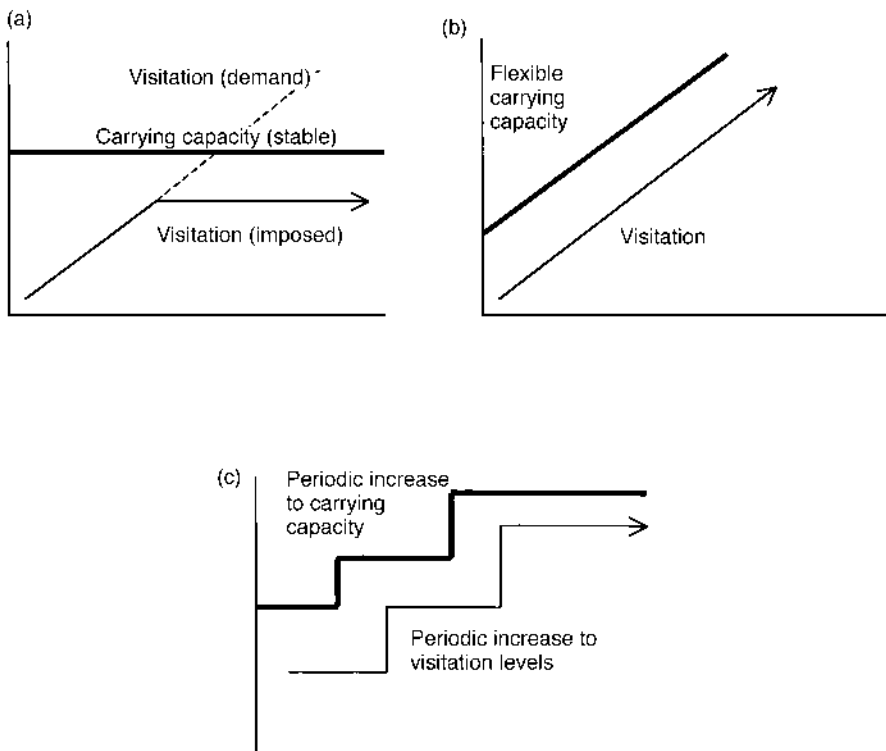 (a)
Visitation (demand)
Carrying capacity (stable)
Visitation (imposed)
(b)
Flexible
carrying
capacity
Visitation
(c)
Periodic increase
to carrying
capacity
Periodic increase to
visitation levels